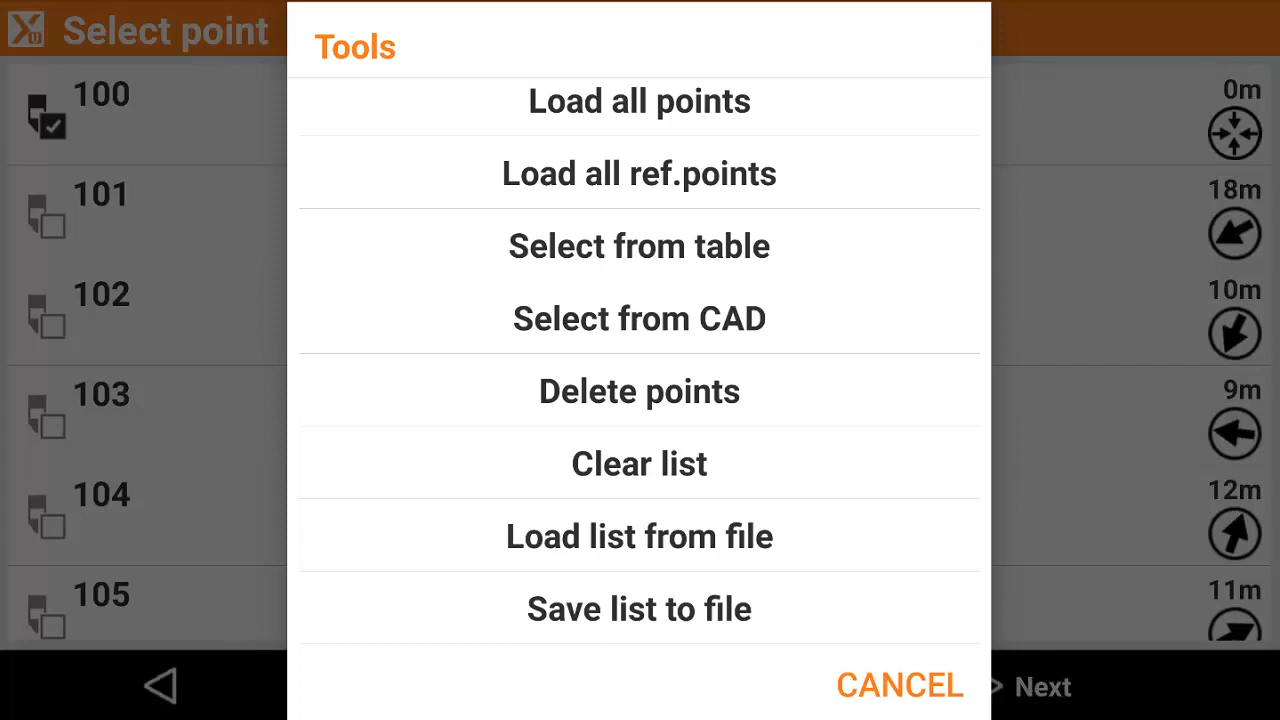 Select point
Tools
100
0m
Load all points
101
18m
Load all ref.points
102
10m
Select from table
Select from CAD
103
9m
Delete points
104
12m
Clear list
Load list from file
105
11m
Save list to file
CANCEL
Next